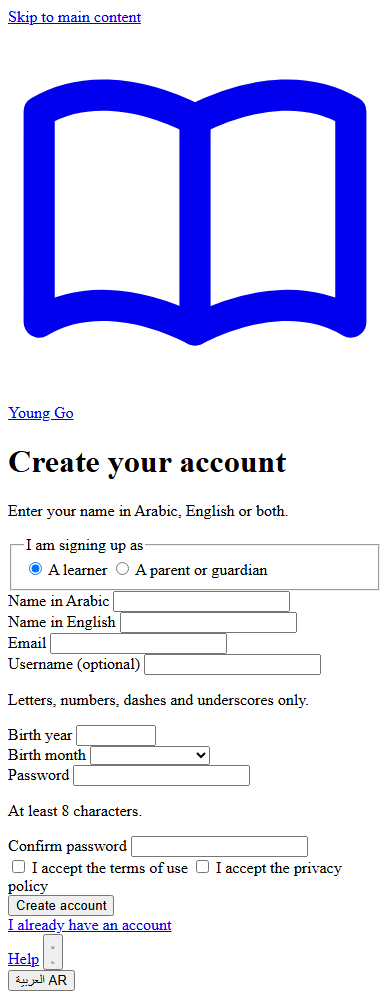 Skip to main content
Young Go
Create your account
Enter your name in Arabic, English or both.
I am signing up as
A learner A parent or guardian
Name in Arabic
Name in English
Email
Username (optional)
Letters, numbers, dashes and underscores only.
Birth year
Birth month
Password
At least 8 characters.
Confirm password
I accept the terms of use I accept the privacy
policy
Create account
I already have an account
Help
العربية AR